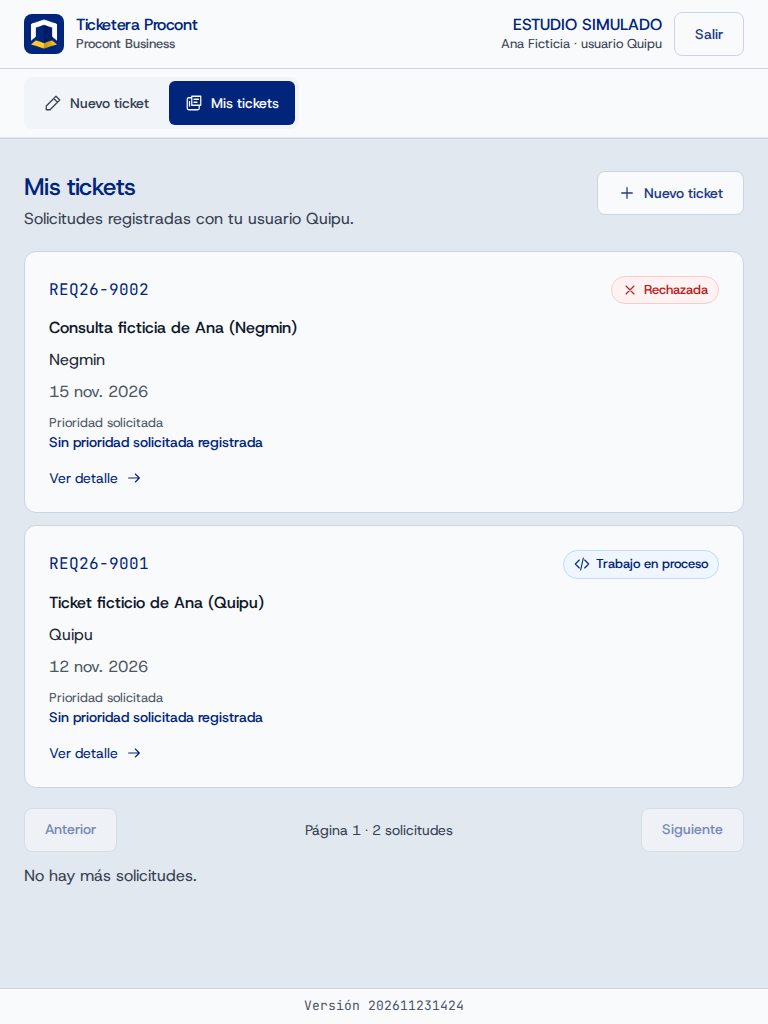 Ticketera Procont
Procont Business
ESTUDIO SIMULADO
Ana Ficticia · usuario Quipu
Salir
Nuevo ticket
Mis tickets
Mis tickets
Solicitudes registradas con tu usuario Quipu.
Nuevo ticket
REQ26-9002
Rechazada
Consulta ficticia de Ana (Negmin)
Negmin
15 nov. 2026
Prioridad solicitada
Sin prioridad solicitada registrada
Ver detalle
REQ26-9001
Trabajo en proceso
Ticket ficticio de Ana (Quipu)
Quipu
12 nov. 2026
Prioridad solicitada
Sin prioridad solicitada registrada
Ver detalle
Anterior
Página 1 · 2 solicitudes
Siguiente
No hay más solicitudes.
Versión 202611231424